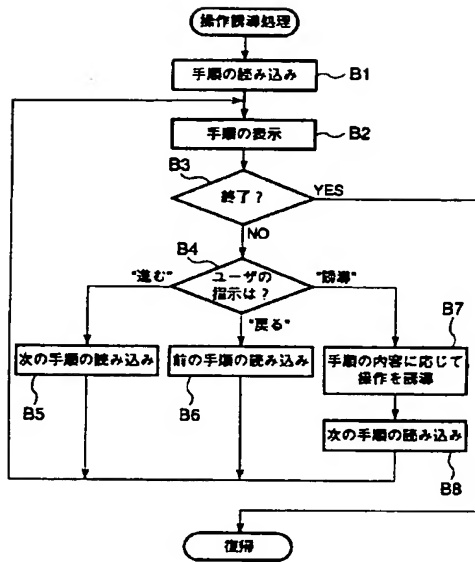 操作誘導処理
手順の読み込み
B1
手順の表示
B2
B3
終了？
YES
NO
B4
ユーザの
指示は？
"進む"
"誘導"
"戻る"
B7
次の手順の読み込み
前の手順の読み込み
手順の内容に応じて
操作を誘導
B5
B6
次の手順の読み込み
B8
復帰